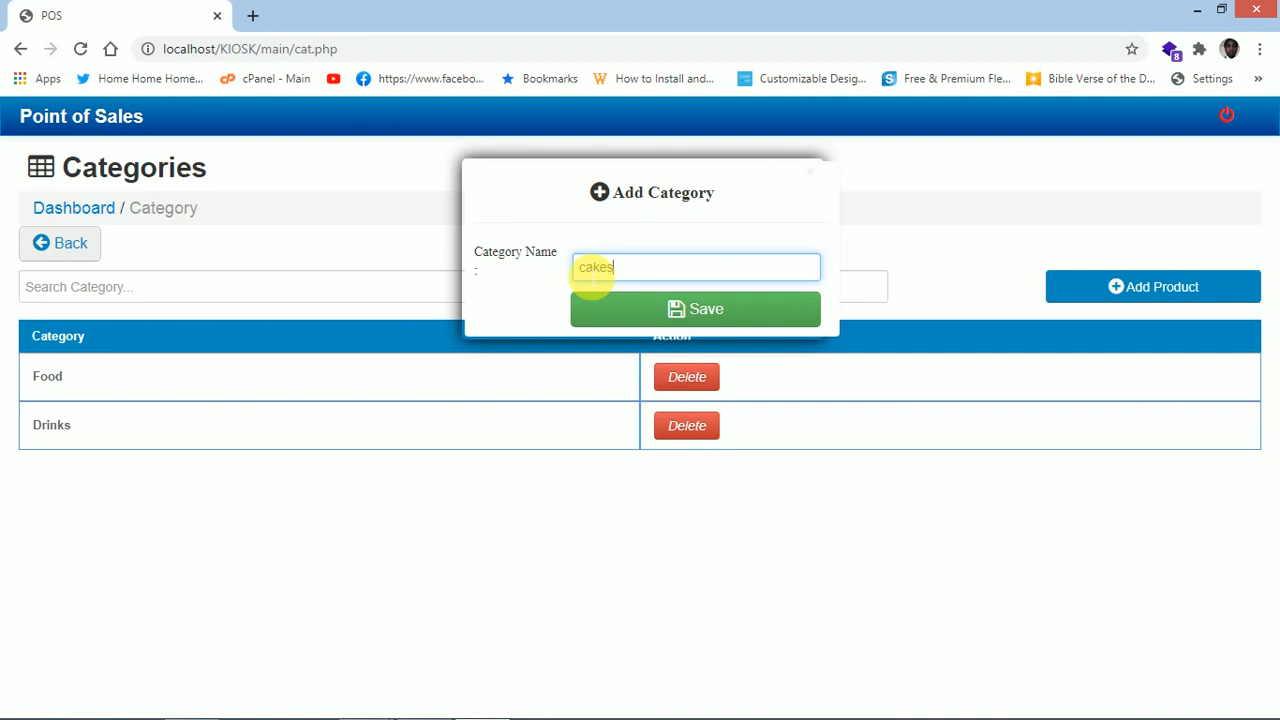 POS
localhost/KIOSK/main/cat.php
8
Apps
Home Home Home...
cPanel - Main
https://www.facebo...
Bookmarks
How to Install and...
Customizable Desig...
Free & Premium Fle...
Bible Verse of the D...
Settings
»
Point of Sales
Categories
Dashboard / Category
Back
Search Category...
Add Product
Add Category
Category Name
:
cakes
Save
Category
Action
Food
Delete
Drinks
Delete